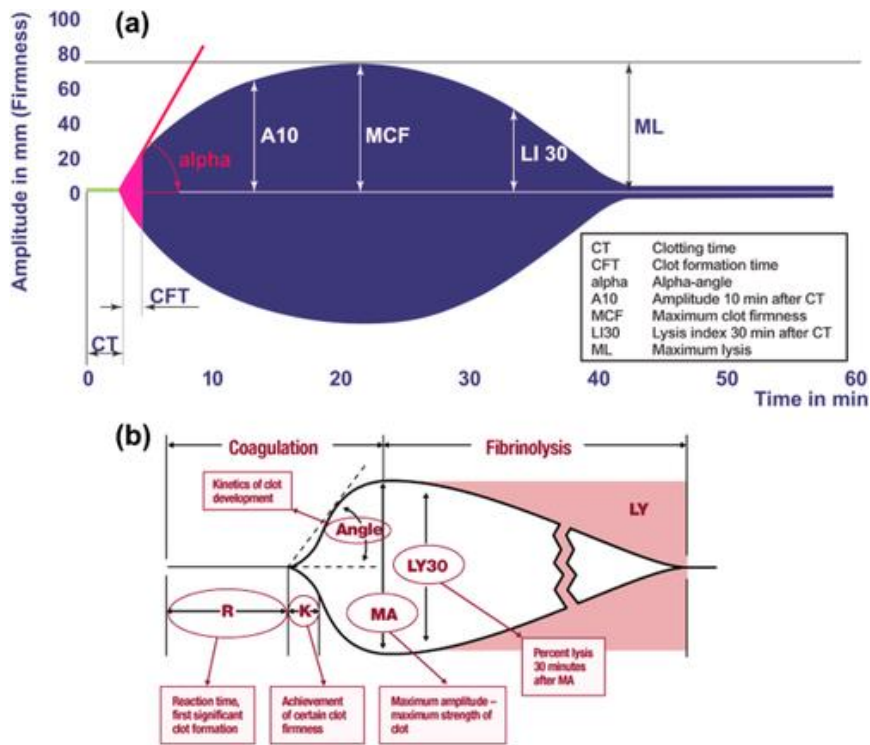 (a)
Amplitude in mm (Firmness)
100
80
60
40
20
0
alpha
A10
MCF
LI 30
ML
CFT
CT
CT Clotting time
CFT Clot formation time
alpha Alpha-angle
A10 Amplitude 10 min after CT
MCF Maximum clot firmness
LI30 Lysis index 30 min after CT
ML Maximum lysis
0 10 20 30 40 50 60
Time in min
(b)
Coagulation Fibrinolysis
Kinetics of clot
development
Angle
LY
LY30
R K MA
Percent lysis
30 minutes
after MA
Reaction time,
first significant
clot formation
Achievement
of certain clot
firmness
Maximum amplitude –
maximum strength of
clot